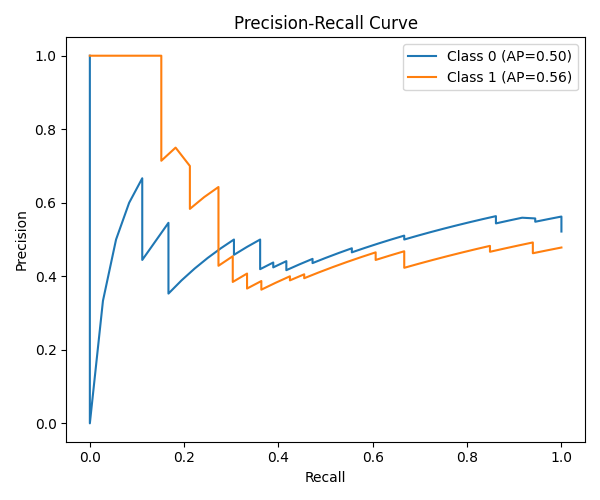 Precision-Recall Curve
Class 0 (AP=0.50)
Class 1 (AP=0.56)
1.0
0.8
0.6
0.4
0.2
0.0
Precision
0.0 0.2 0.4 0.6 0.8 1.0
Recall